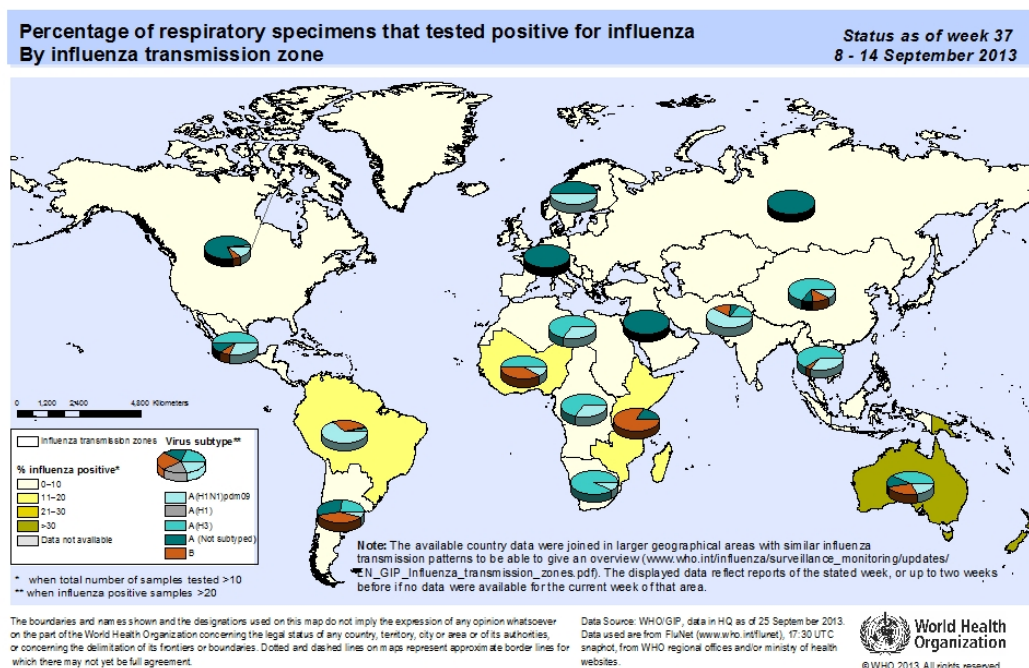 Percentage of respiratory specimens that tested positive for influenza
By influenza transmission zone
Status as of week 37
8 - 14 September 2013
0 1,200 2,400 4,800 Kilometers
Influenza transmission zones
% influenza positive*
0–10
11–20
21–30
>30
Data not available
Virus subtype**
A(H1N1)pdm09
A(H1)
A(H3)
A (Not subtyped)
B
* when total number of samples tested >10
** when influenza positive samples >20
Note: The available country data were joined in larger geographical areas with similar influenza
transmission patterns to be able to give an overview (www.who.int/influenza/surveillance_monitoring/updates/
EN_GIP_Influenza_transmission_zones.pdf). The displayed data reflect reports of the stated week, or up to two weeks
before if no data were available for the current week of that area.
The boundaries and names shown and the designations used on this map do not imply the expression of any opinion whatsoever
on the part of the World Health Organization concerning the legal status of any country, territory, city or area or of its authorities,
or concerning the delimitation of its frontiers or boundaries. Dotted and dashed lines on maps represent approximate border lines for
which there may not yet be full agreement.
Data Source: WHO/GIP, data in HQ as of 25 September 2013.
Data used are from FluNet (www.who.int/flunet), 17:30 UTC
snaphot, from WHO regional offices and/or ministry of health
websites.
World Health
Organization
© WHO 2013. All rights reserved.